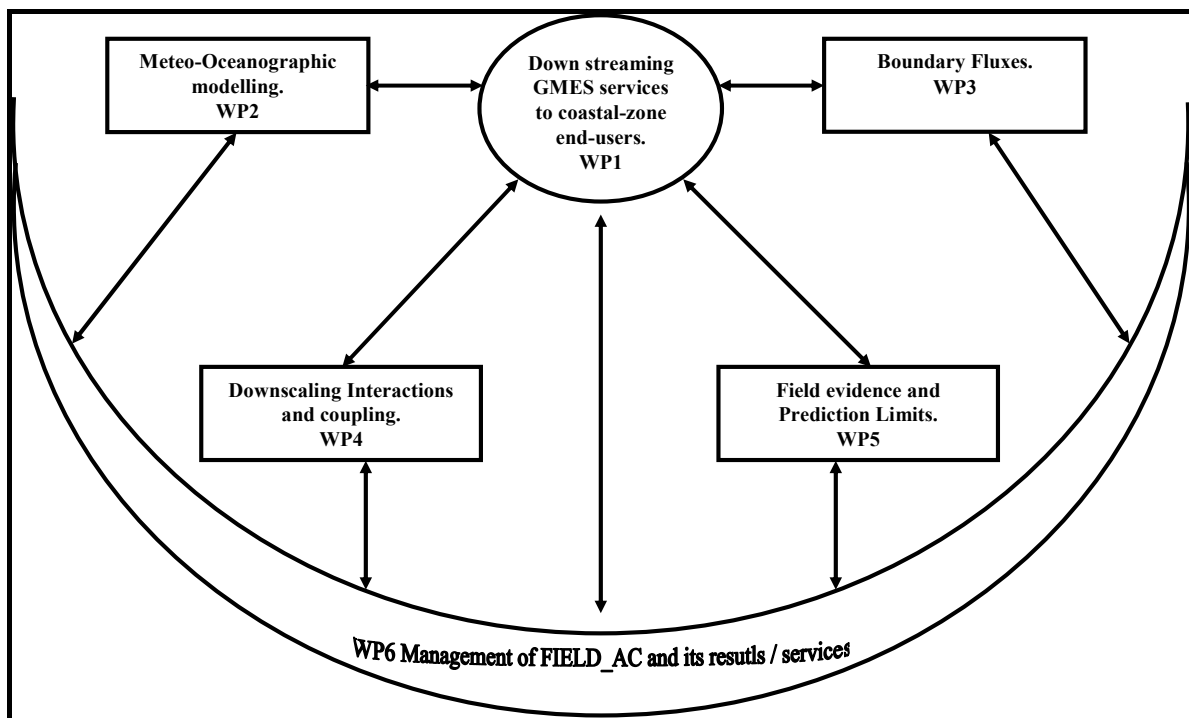 Meteo-Oceanographic
modelling.
WP2
Down streaming
GMES services
to coastal-zone
end-users.
WP1
Boundary Fluxes.
WP3
Downscaling Interactions
and coupling.
WP4
Field evidence and
Prediction Limits.
WP5
WP6 Management of FIELD_AC and its resutls / services